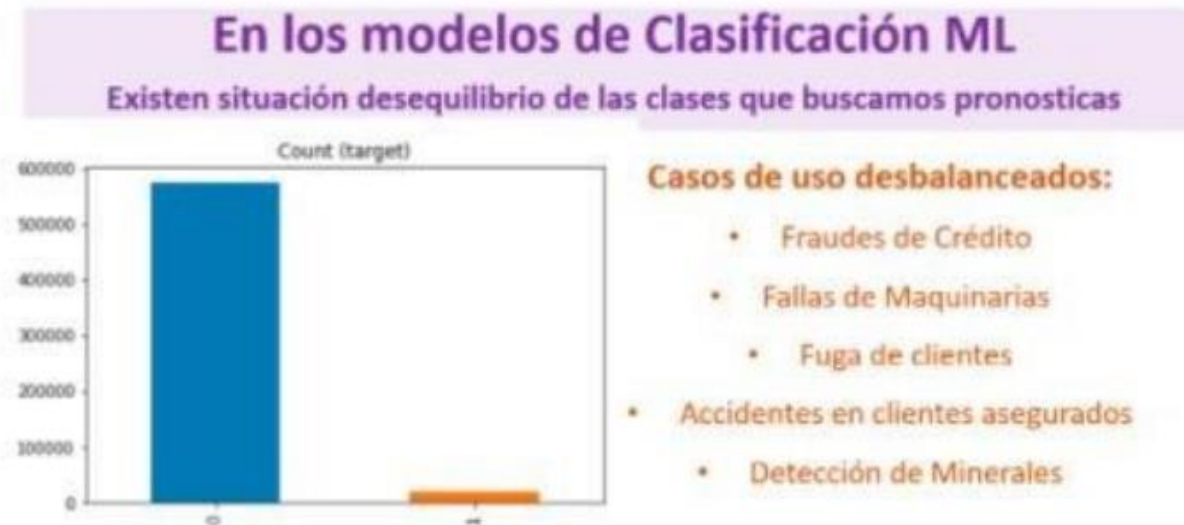 En los modelos de Clasificación ML
Existen situación desequilibrio de las clases que buscamos pronosticas
Count (target)
600000
500000
400000
300000
200000
100000
0
0
1
Casos de uso desbalanceados:
• Fraudes de Crédito
• Fallas de Maquinarias
• Fuga de clientes
• Accidentes en clientes asegurados
• Detección de Minerales